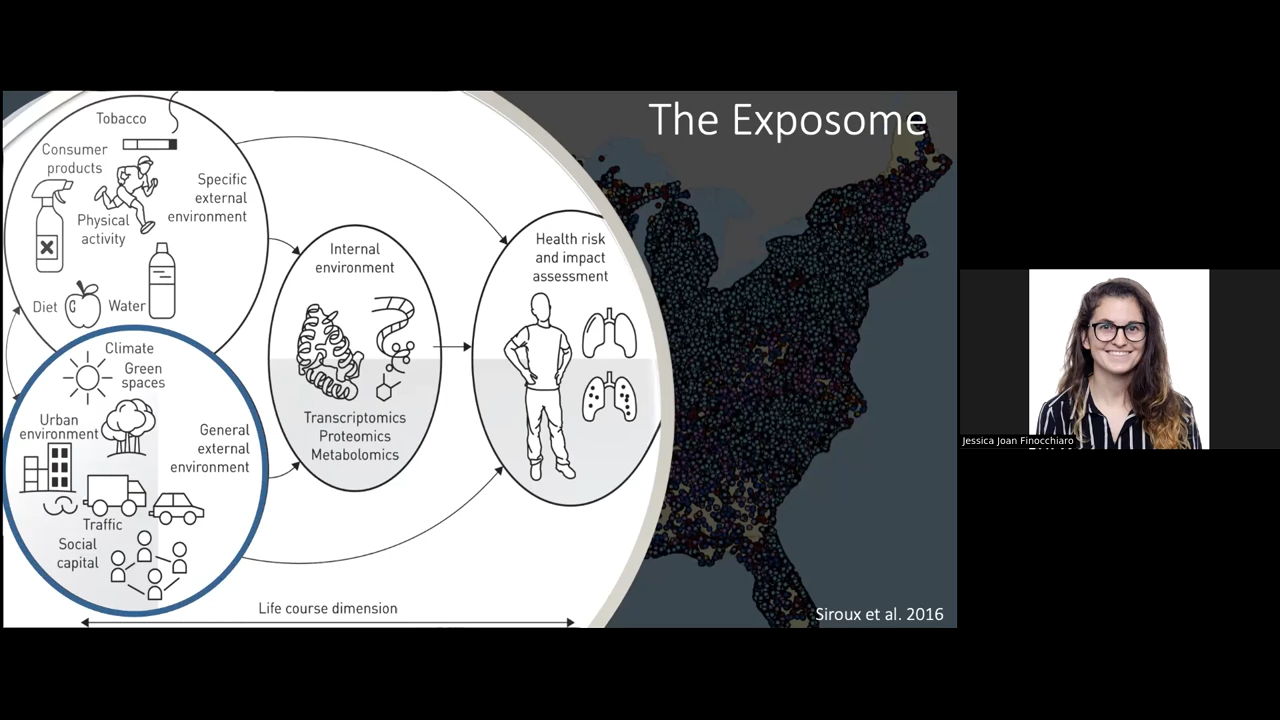 The Exposome
Tobacco
Consumer
products
Physical
activity
Specific
external
environment
Diet
Water
Climate
Green
spaces
Urban
environment
General
external
environment
Traffic
Social
capital
Internal
environment
Transcriptomics
Proteomics
Metabolomics
Health risk
and impact
assessment
Life course dimension
Siroux et al. 2016
Jessica Joan Finocchiaro